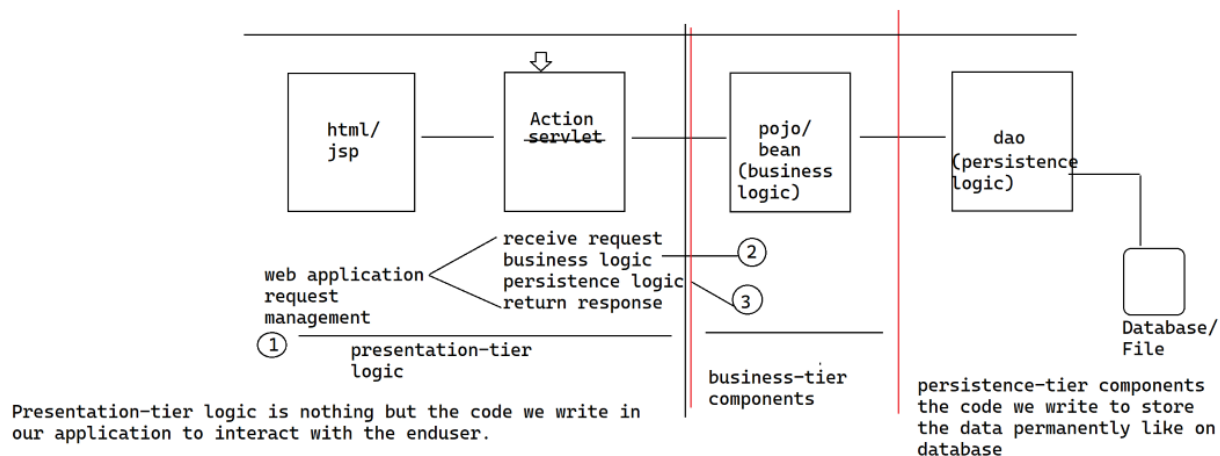 html/
jsp
Action
servlet
pojo/
bean
(business
logic)
dao
(persistence
logic)
receive request
business logic
persistence logic
return response
web application
request
management
2
3
1
presentation-tier
logic
Database/
File
business-tier
components
persistence-tier components
the code we write to store
the data permanently like on
database
Presentation-tier logic is nothing but the code we write in
our application to interact with the enduser.